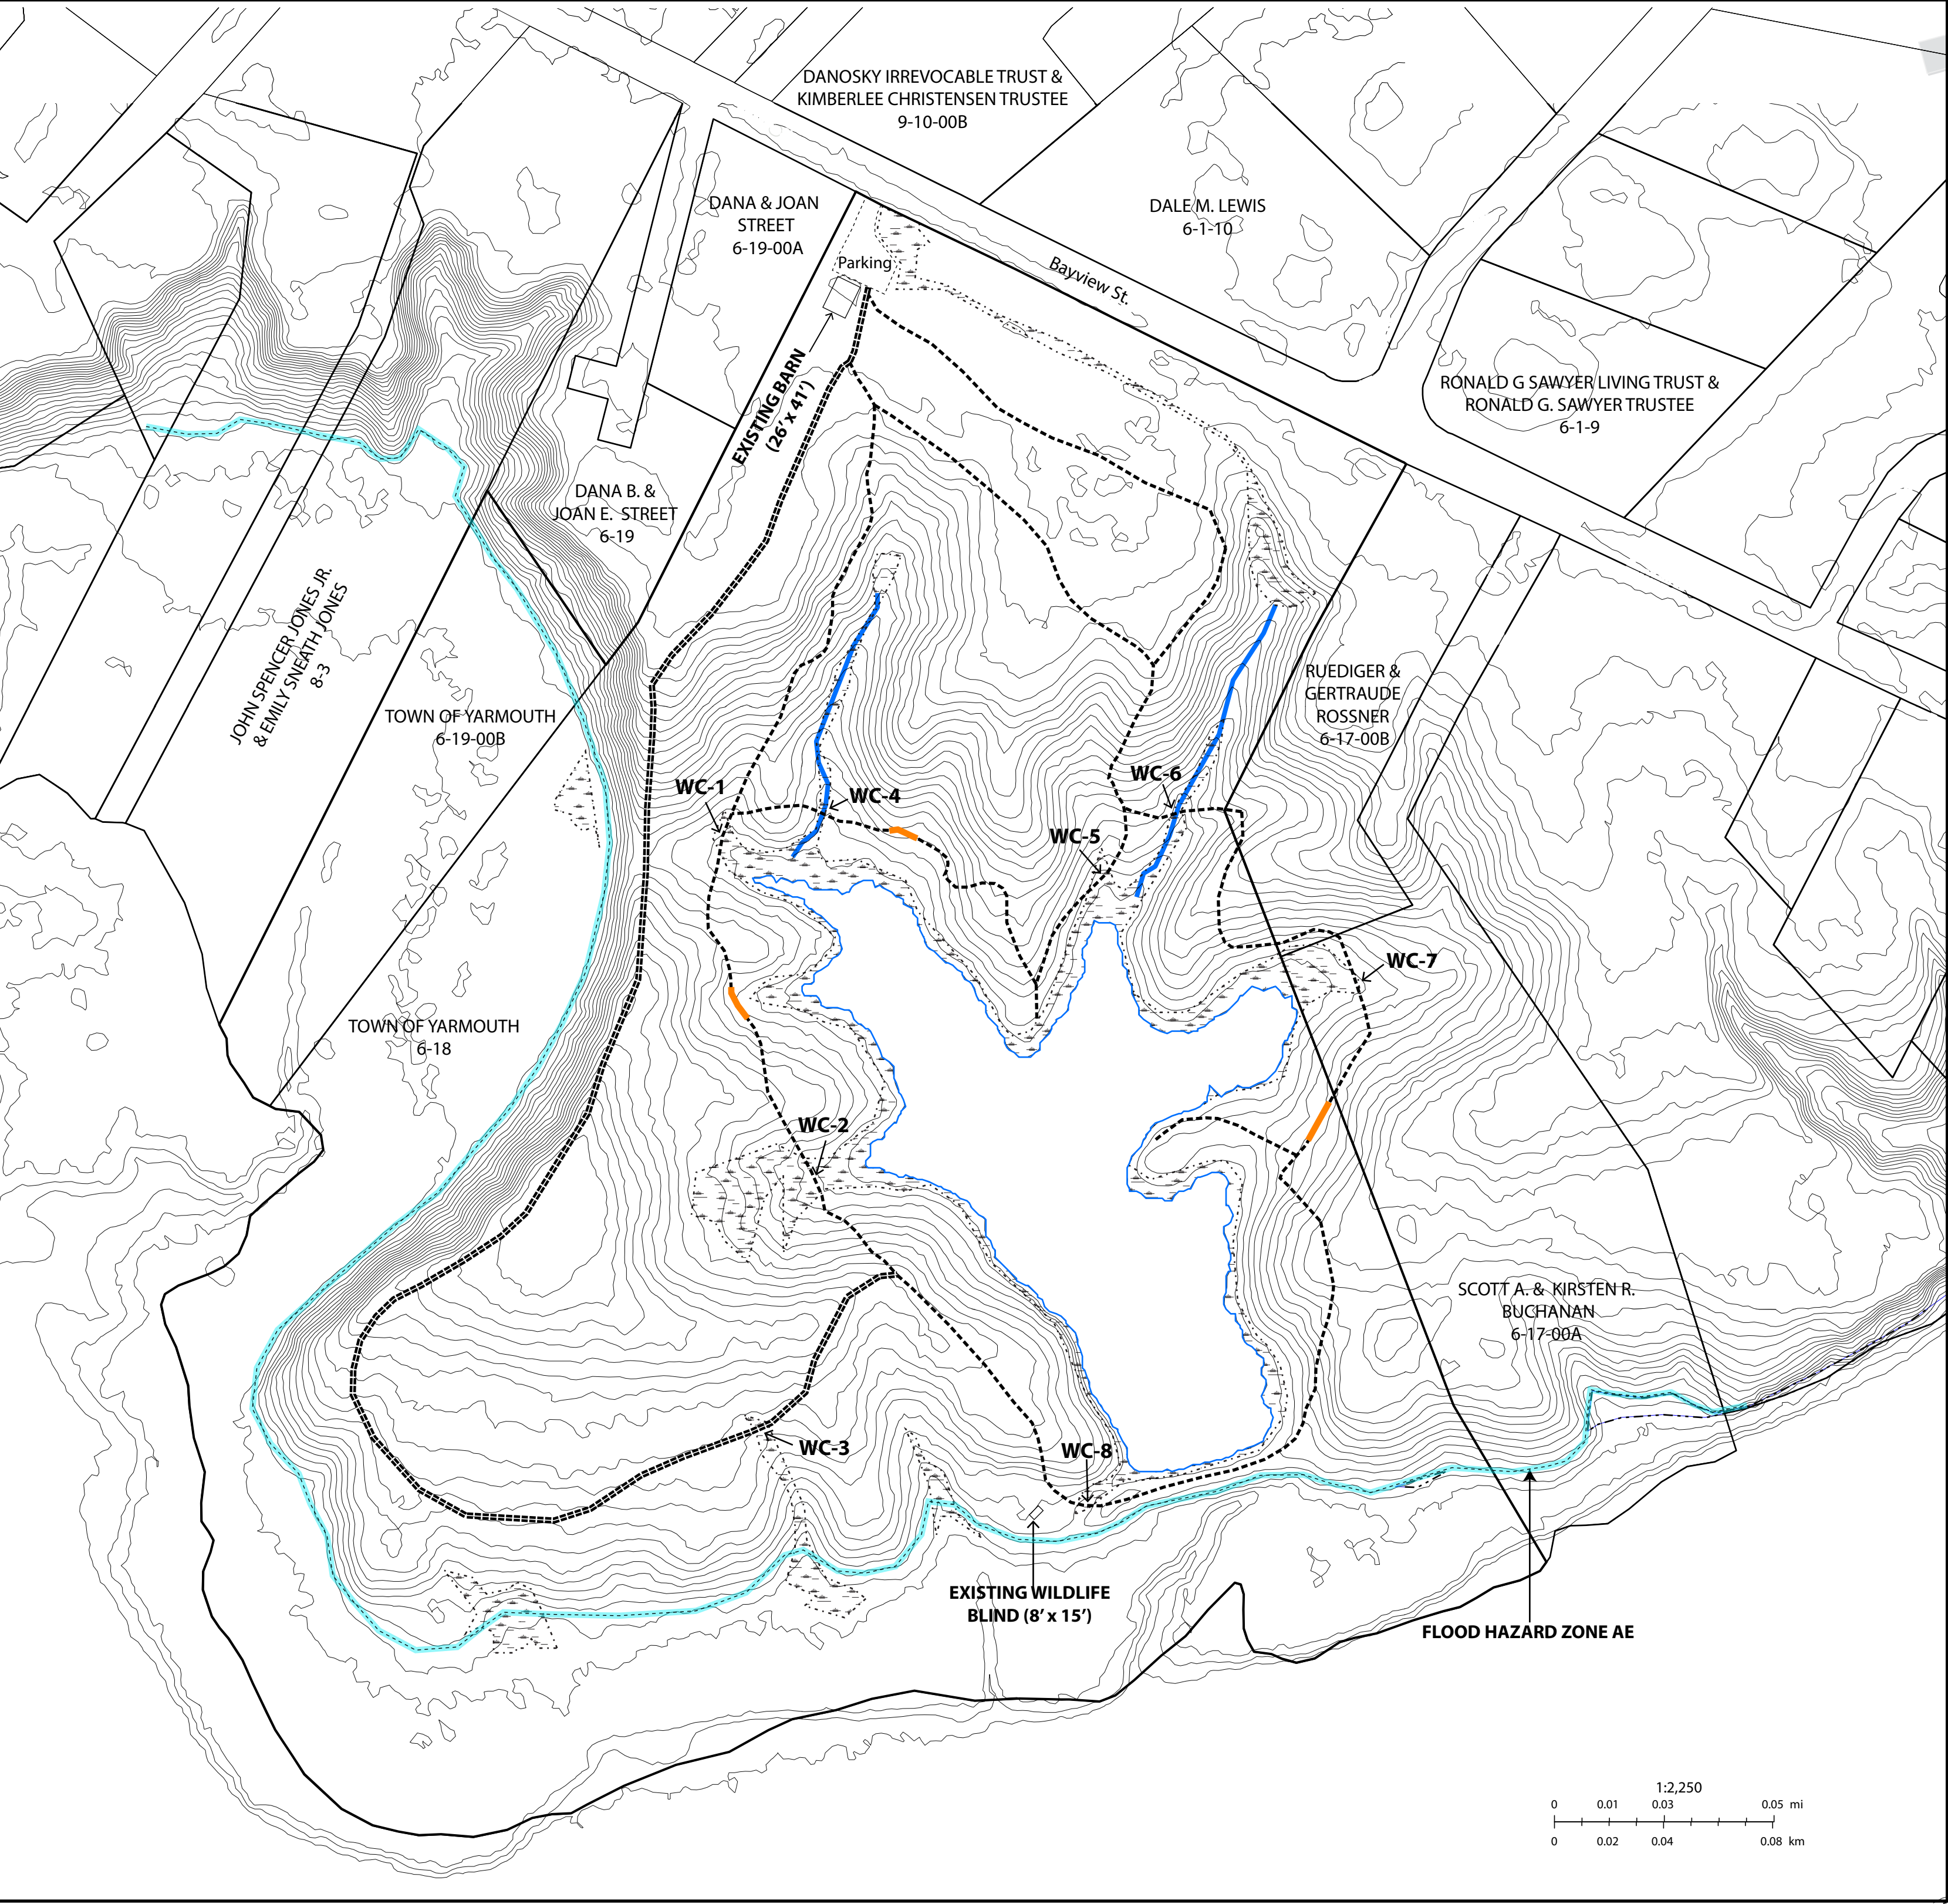 DANOSKY IRREVOCABLE TRUST &
KIMBERLEE CHRISTENSEN TRUSTEE
9-10-00B
DANA & JOAN
STREET
6-19-00A
DALE M. LEWIS
6-1-10
Parking
Bayview St.
EXISTING BARN
(26’ x 41’)
RONALD G SAWYER LIVING TRUST &
RONALD G. SAWYER TRUSTEE
6-1-9
DANA B. &
JOAN E. STREET
6-19
JOHN SPENCER JONES JR.
& EMILY SNEATH JONES
8-3
TOWN OF YARMOUTH
6-19-00B
RUEDIGER &
GERTRAUDE
ROSSNER
6-17-00B
WC-1
WC-4
WC-6
WC-5
WC-7
TOWN OF YARMOUTH
6-18
WC-2
SCOTT A. & KIRSTEN R.
BUCHANAN
6-17-00A
WC-3
WC-8
EXISTING WILDLIFE
BLIND (8’ x 15’)
FLOOD HAZARD ZONE AE
1:2,250
0 0.01 0.03 0.05 mi
0 0.02 0.04 0.08 km